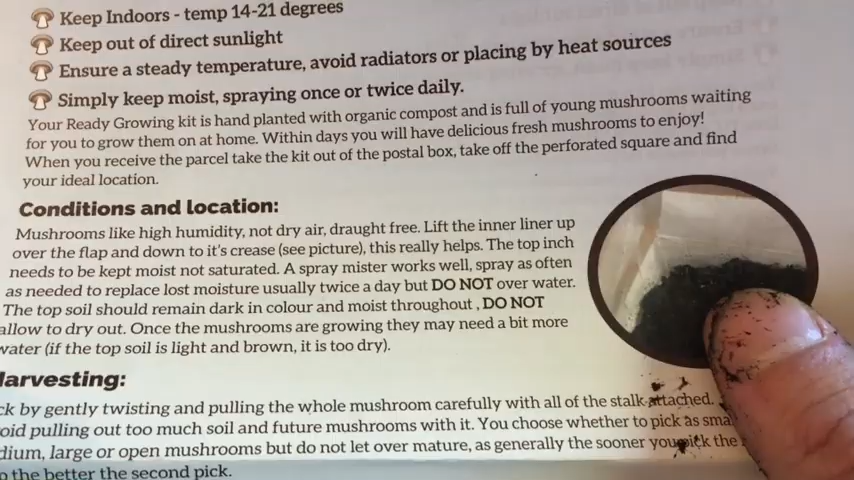 Keep Indoors - temp 14-21 degrees
Keep out of direct sunlight
Ensure a steady temperature, avoid radiators or placing by heat sources
Simply keep moist, spraying once or twice daily.
Your Ready Growing kit is hand planted with organic compost and is full of young mushrooms waiting
for you to grow them on at home. Within days you will have delicious fresh mushrooms to enjoy!
When you receive the parcel take the kit out of the postal box, take off the perforated square and find
your ideal location.
Conditions and location:
Mushrooms like high humidity, not dry air, draught free. Lift the inner liner up
over the flap and down to it's crease (see picture), this really helps. The top inch
needs to be kept moist not saturated. A spray mister works well, spray as often
as needed to replace lost moisture usually twice a day but DO NOT over water.
The top soil should remain dark in colour and moist throughout , DO NOT
allow to dry out. Once the mushrooms are growing they may need a bit more
water (if the top soil is light and brown, it is too dry).
Harvesting:
ck by gently twisting and pulling the whole mushroom carefully with all of the stalk attached.
oid pulling out too much soil and future mushrooms with it. You choose whether to pick as sma
dium, large or open mushrooms but do not let over mature, as generally the sooner you pick the
the better the second pick.